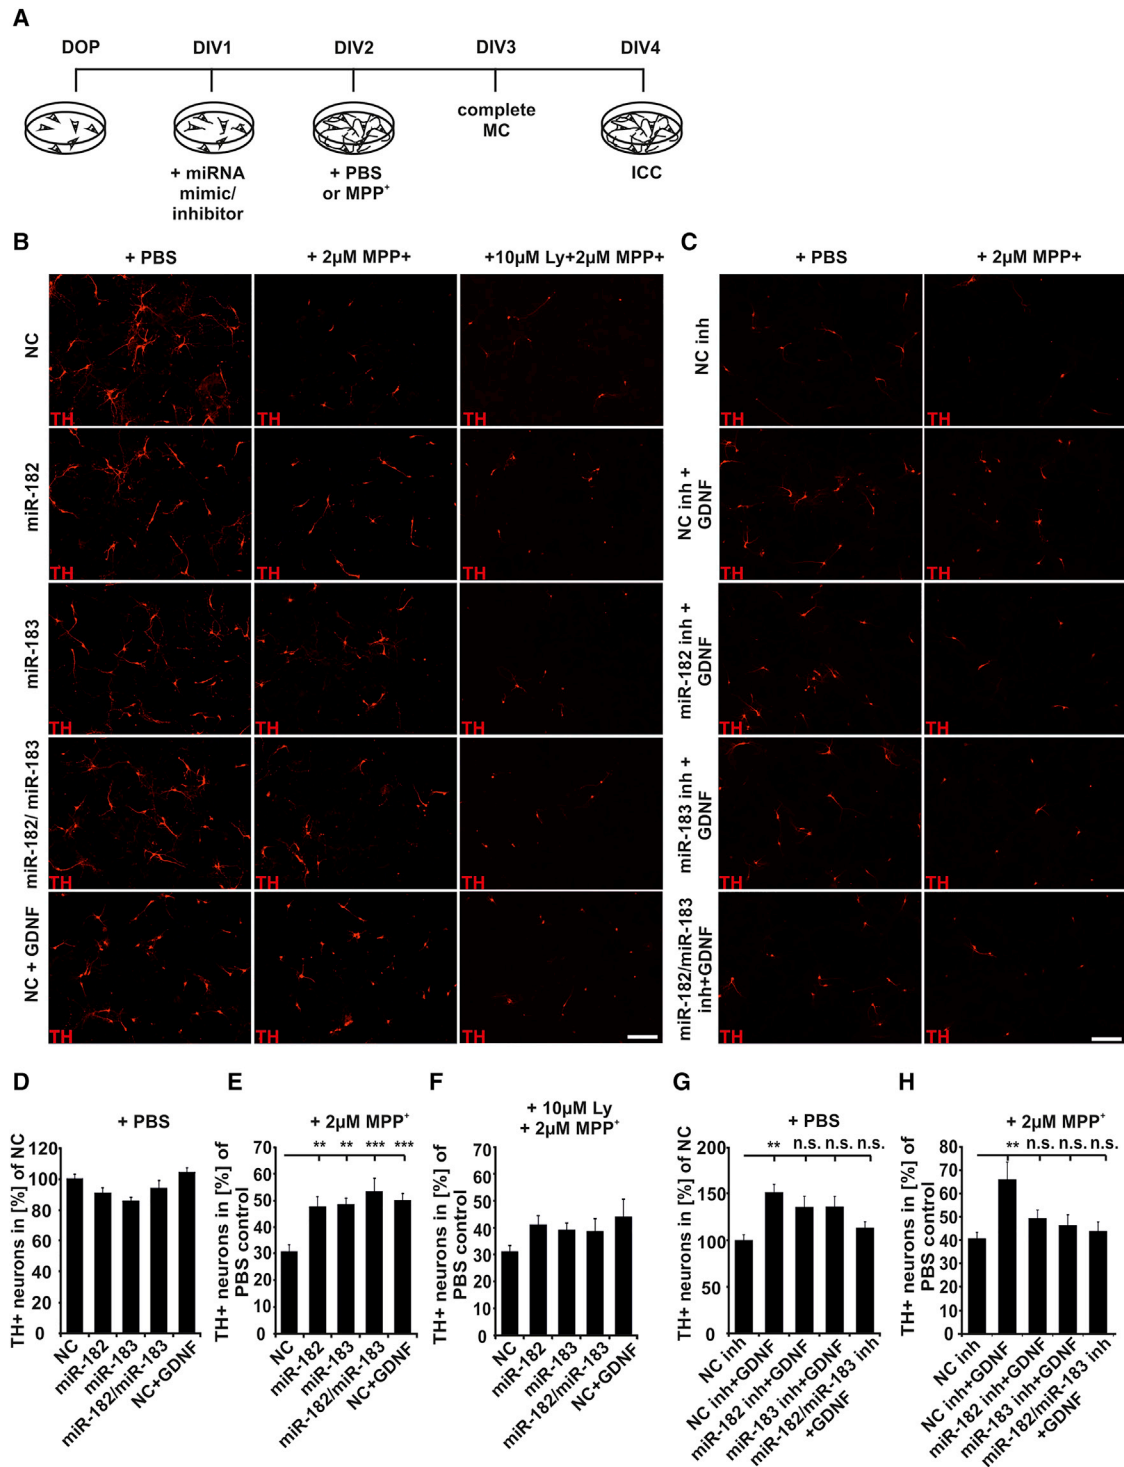 A
DOP DIV1 DIV2 DIV3 DIV4
complete
MC
+ miRNA
mimic/
inhibitor
+ PBS
or MPP⁺
ICC
B
+ PBS + 2µM MPP+ +10µM Ly+2µM MPP+
NC
TH TH TH
miR-182
TH TH TH
miR-183
TH TH TH
miR-182/ miR-183
TH TH TH
NC + GDNF
TH TH TH
C
+ PBS + 2µM MPP+
NC inh
TH TH
NC inh +
GDNF
TH TH
miR-182 inh +
GDNF
TH TH
miR-183 inh +
GDNF
TH TH
miR-182/miR-183
inh+GDNF
TH TH
D
+ PBS
TH+ neurons in [%] of NC
120
100
80
60
40
20
0
NC
miR-182
miR-183
miR-182/miR-183
NC+GDNF
E
+ 2µM MPP⁺
TH+ neurons in [%] of
PBS control
70
60
50
40
30
20
10
0
** ** *** ***
NC
miR-182
miR-183
miR-182/miR-183
NC+GDNF
F
+ 10µM Ly
+ 2µM MPP⁺
TH+ neurons in [%] of
PBS control
70
60
50
40
30
20
10
0
NC
miR-182
miR-183
miR-182/miR-183
NC+GDNF
G
+ PBS
TH+ neurons in [%] of NC
200
150
100
50
0
** n.s. n.s. n.s.
NC inh
NC inh+GDNF
miR-182 inh+GDNF
miR-183 inh+GDNF
miR-182/miR-183 inh
+GDNF
H
+ 2µM MPP⁺
TH+ neurons in [%] of
PBS control
80
70
60
50
40
30
20
10
0
** n.s. n.s. n.s.
NC inh
NC inh+GDNF
miR-182 inh+GDNF
miR-183 inh+GDNF
miR-182/miR-183 inh
+GDNF